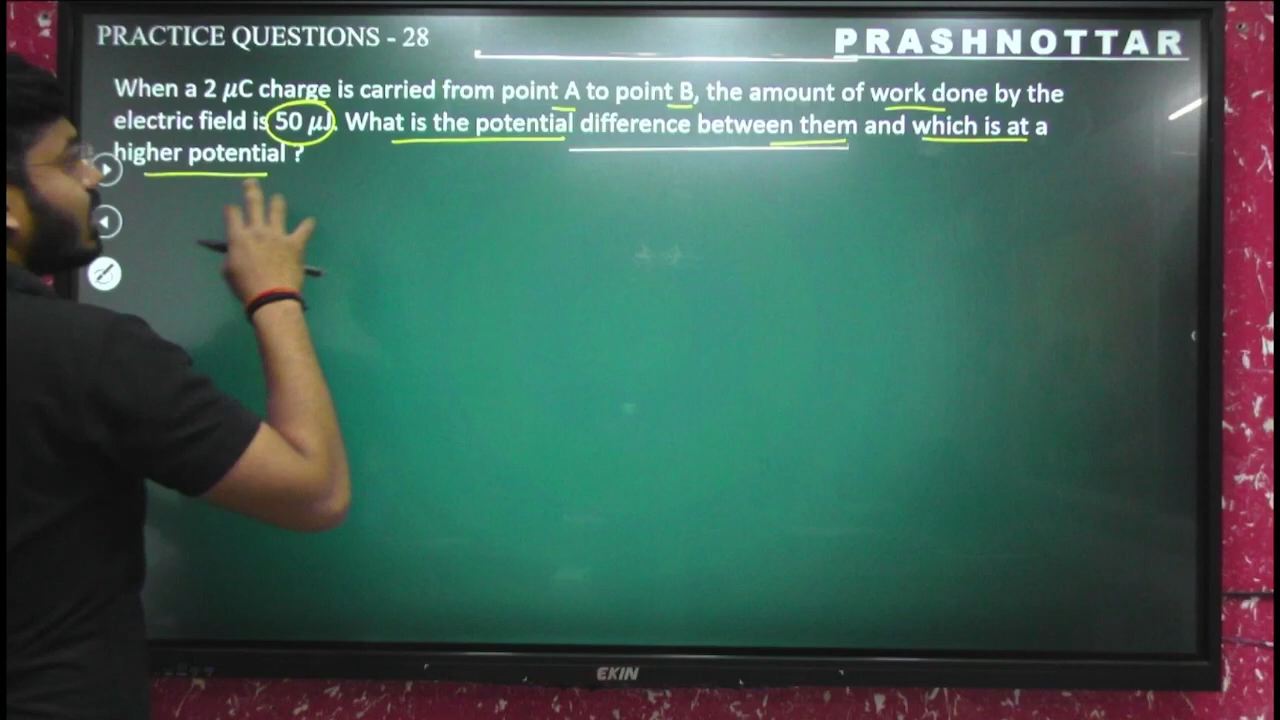 PRACTICE QUESTIONS - 28
PRASHNOTTAR
When a 2 μC charge is carried from point A to point B, the amount of work done by the
electric field is 50 μJ. What is the potential difference between them and which is at a
higher potential ?
EKIN